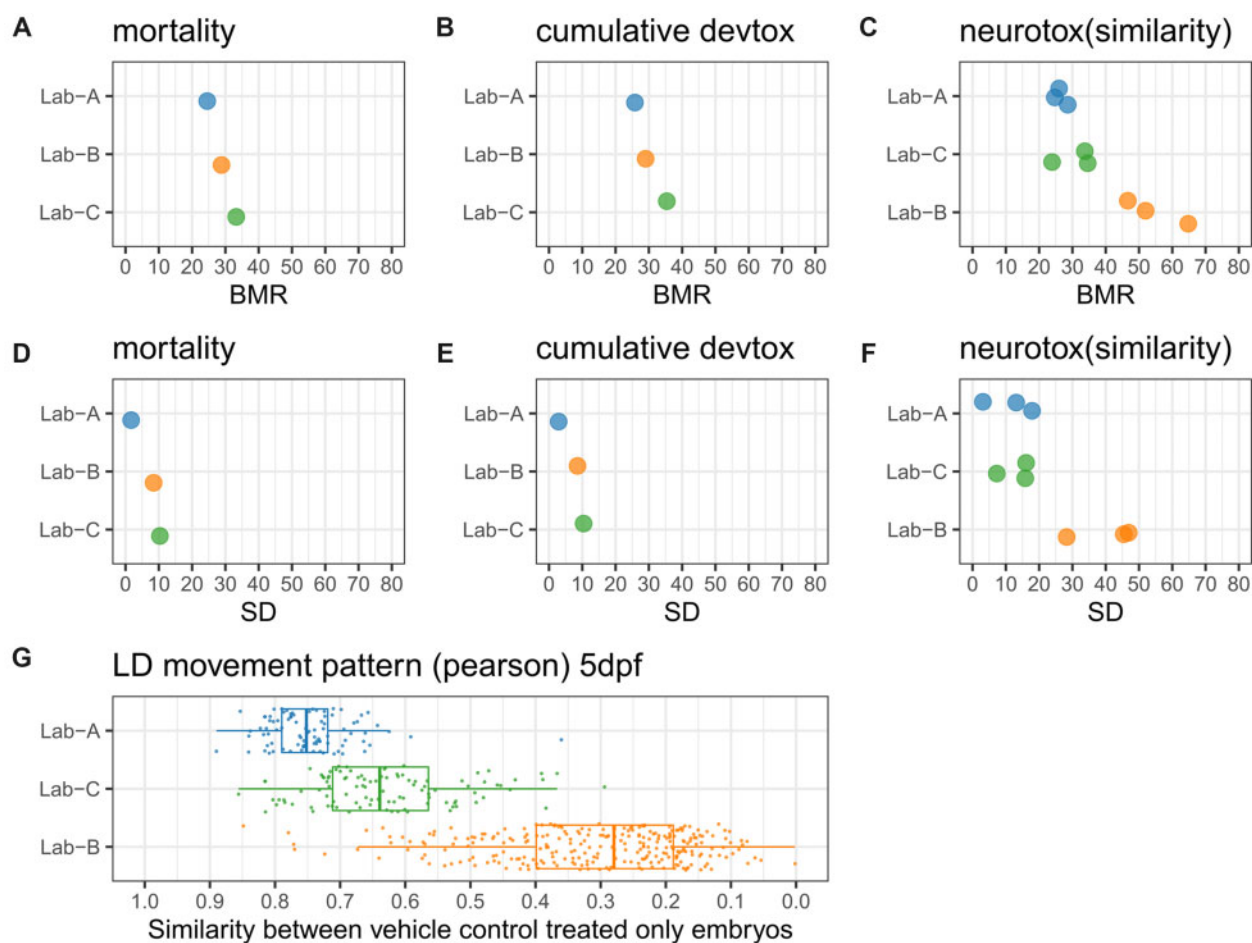 A mortality
B cumulative devtox
C neurotox(similarity)
Lab-A
Lab-B
Lab-C
0 10 20 30 40 50 60 70 80
BMR
Lab-A
Lab-B
Lab-C
0 10 20 30 40 50 60 70 80
BMR
Lab-A
Lab-C
Lab-B
0 10 20 30 40 50 60 70 80
BMR
D mortality
E cumulative devtox
F neurotox(similarity)
Lab-A
Lab-B
Lab-C
0 10 20 30 40 50 60 70 80
SD
Lab-A
Lab-B
Lab-C
0 10 20 30 40 50 60 70 80
SD
Lab-A
Lab-C
Lab-B
0 10 20 30 40 50 60 70 80
SD
G LD movement pattern (pearson) 5dpf
Lab-A
Lab-C
Lab-B
1.0 0.9 0.8 0.7 0.6 0.5 0.4 0.3 0.2 0.1 0.0
Similarity between vehicle control treated only embryos